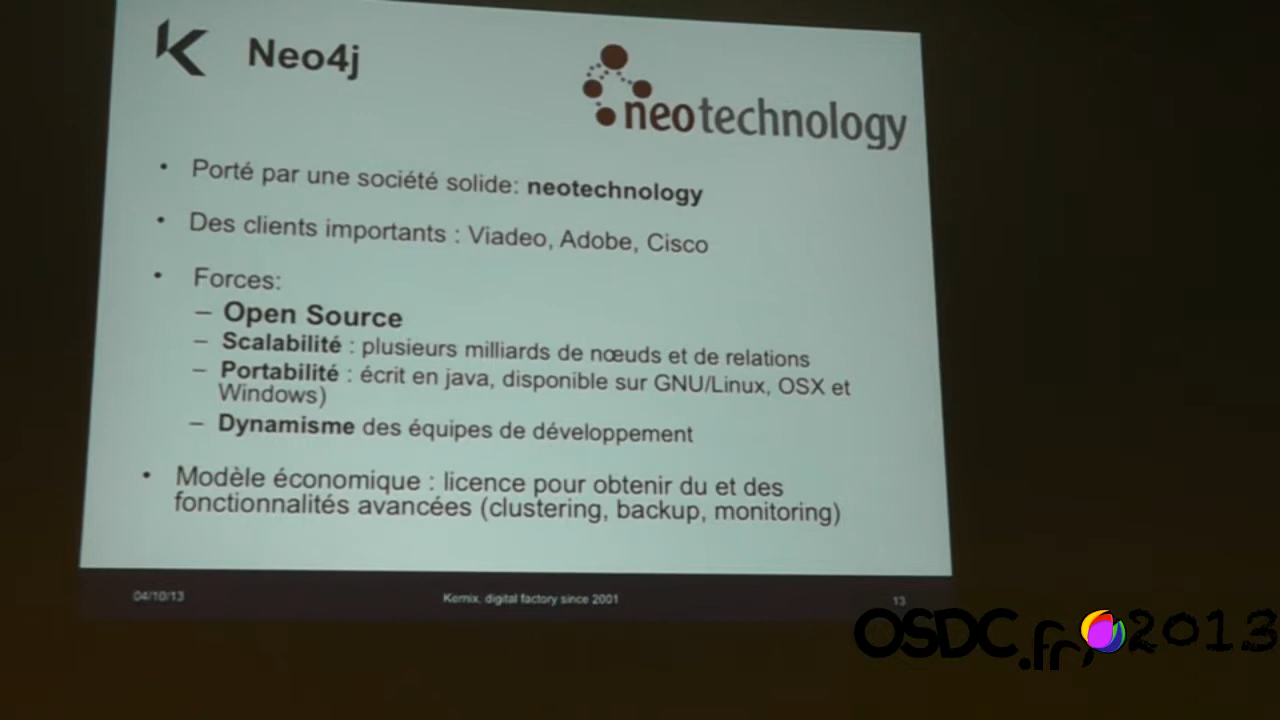 Neo4j
neotechnology
• Porté par une société solide: neotechnology
• Des clients importants : Viadeo, Adobe, Cisco
• Forces:
– Open Source
– Scalabilité : plusieurs milliards de nœuds et de relations
– Portabilité : écrit en java, disponible sur GNU/Linux, OSX et
Windows)
– Dynamisme des équipes de développement
• Modèle économique : licence pour obtenir du et des
fonctionnalités avancées (clustering, backup, monitoring)
04/10/13
Kernix, digital factory since 2001
13
OSDC.fr 2013